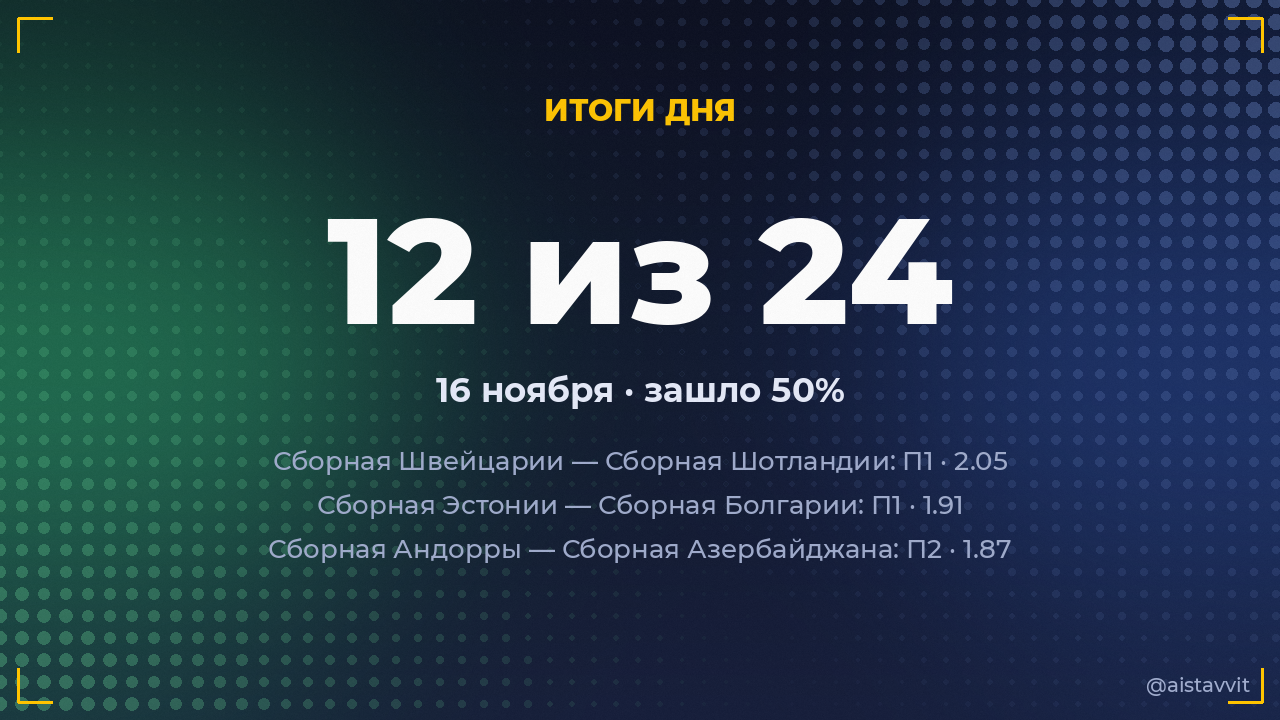 ИТОГИ ДНЯ
12 из 24
16 ноября · зашло 50%
Сборная Швейцарии — Сборная Шотландии: П1 · 2.05
Сборная Эстонии — Сборная Болгарии: П1 · 1.91
Сборная Андорры — Сборная Азербайджана: П2 · 1.87
@aistavvit